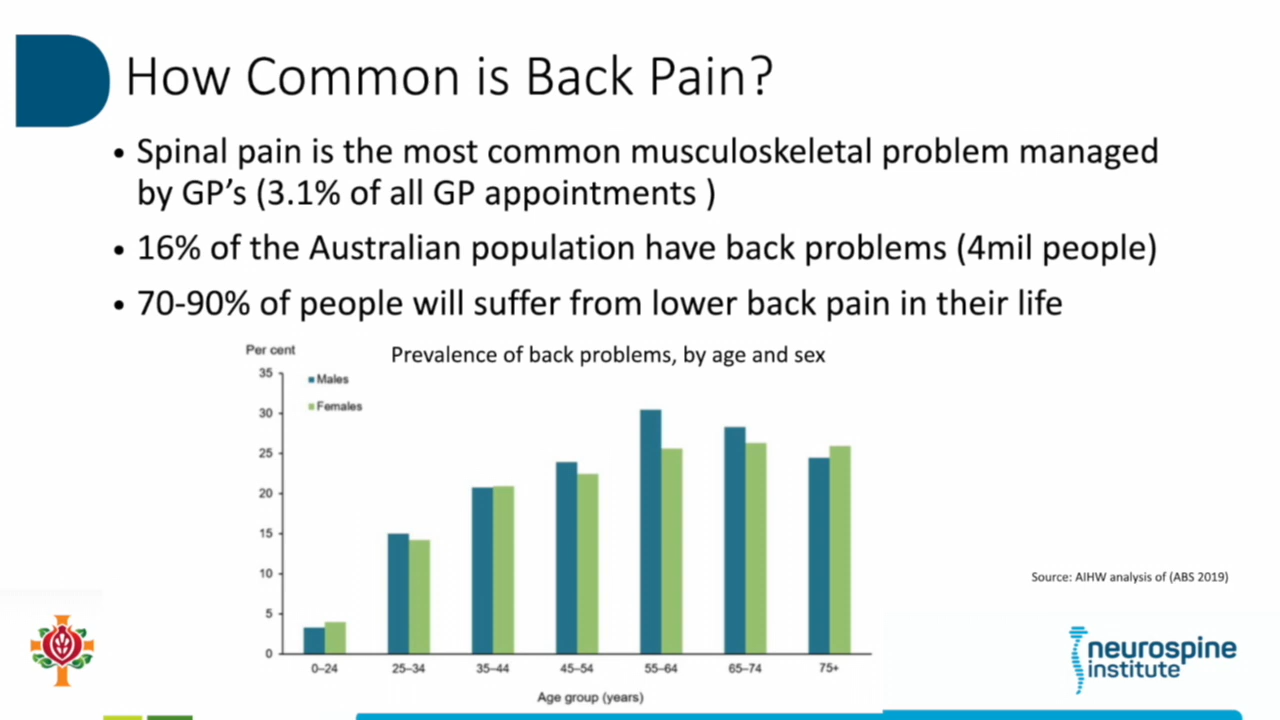 How Common is Back Pain?
• Spinal pain is the most common musculoskeletal problem managed
by GP’s (3.1% of all GP appointments )
• 16% of the Australian population have back problems (4mil people)
• 70-90% of people will suffer from lower back pain in their life
Per cent
Prevalence of back problems, by age and sex
35
Males
30
Females
25
20
15
10
5
0
0–24 25–34 35–44 45–54 55–64 65–74 75+
Age group (years)
Source: AIHW analysis of (ABS 2019)
neurospine
institute